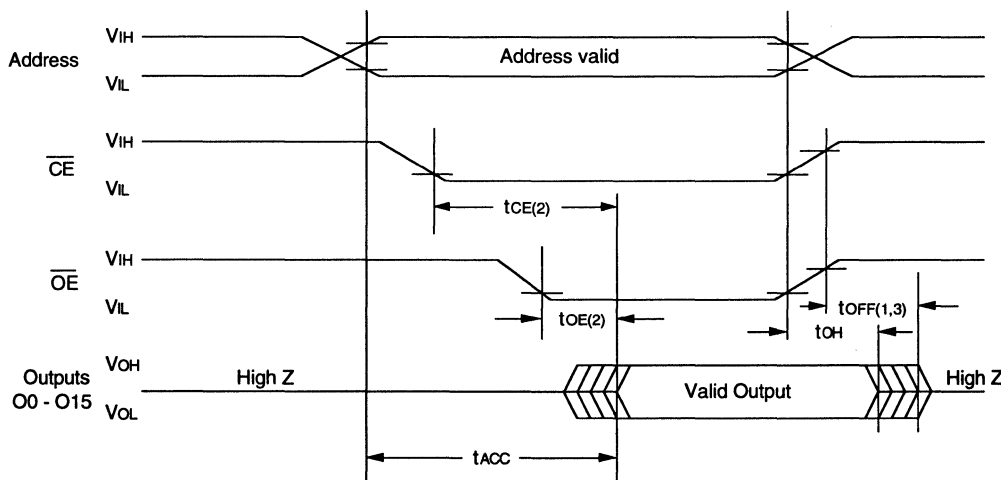 VIH
Address
Address valid
VIL
VIH
CE
VIL
tCE(2)
VIH
OE
VIL
tOE(2)
tOFF(1,3)
tOH
VOH
Outputs
O0 - O15
High Z
Valid Output
High Z
VOL
tACC